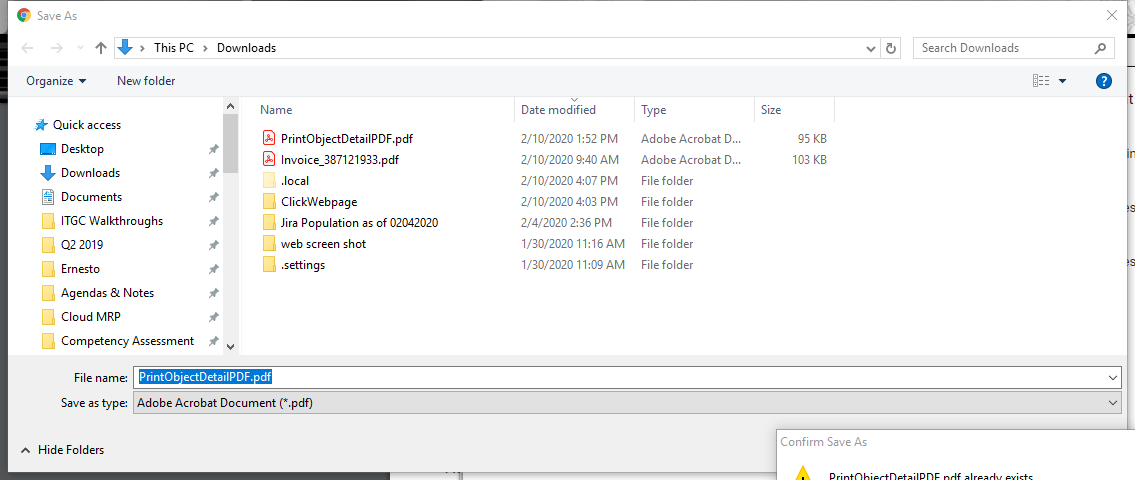 Save As
This PC > Downloads
Search Downloads
Organize
New folder
?
Name Date modified Type Size
Quick access
Desktop
Downloads
Documents
ITGC Walkthroughs
Q2 2019
Ernesto
Agendas & Notes
Cloud MRP
Competency Assessment
PrintObjectDetailPDF.pdf 2/10/2020 1:52 PM Adobe Acrobat D... 95 KB
Invoice_387121933.pdf 2/10/2020 9:40 AM Adobe Acrobat D... 103 KB
.local 2/10/2020 4:07 PM File folder
ClickWebpage 2/10/2020 4:03 PM File folder
Jira Population as of 02042020 2/4/2020 2:36 PM File folder
web screen shot 1/30/2020 11:16 AM File folder
.settings 1/30/2020 11:09 AM File folder
File name: PrintObjectDetailPDF.pdf
Save as type: Adobe Acrobat Document (*.pdf)
Hide Folders
Confirm Save As
PrintObjectDetailPDF.pdf already exists.